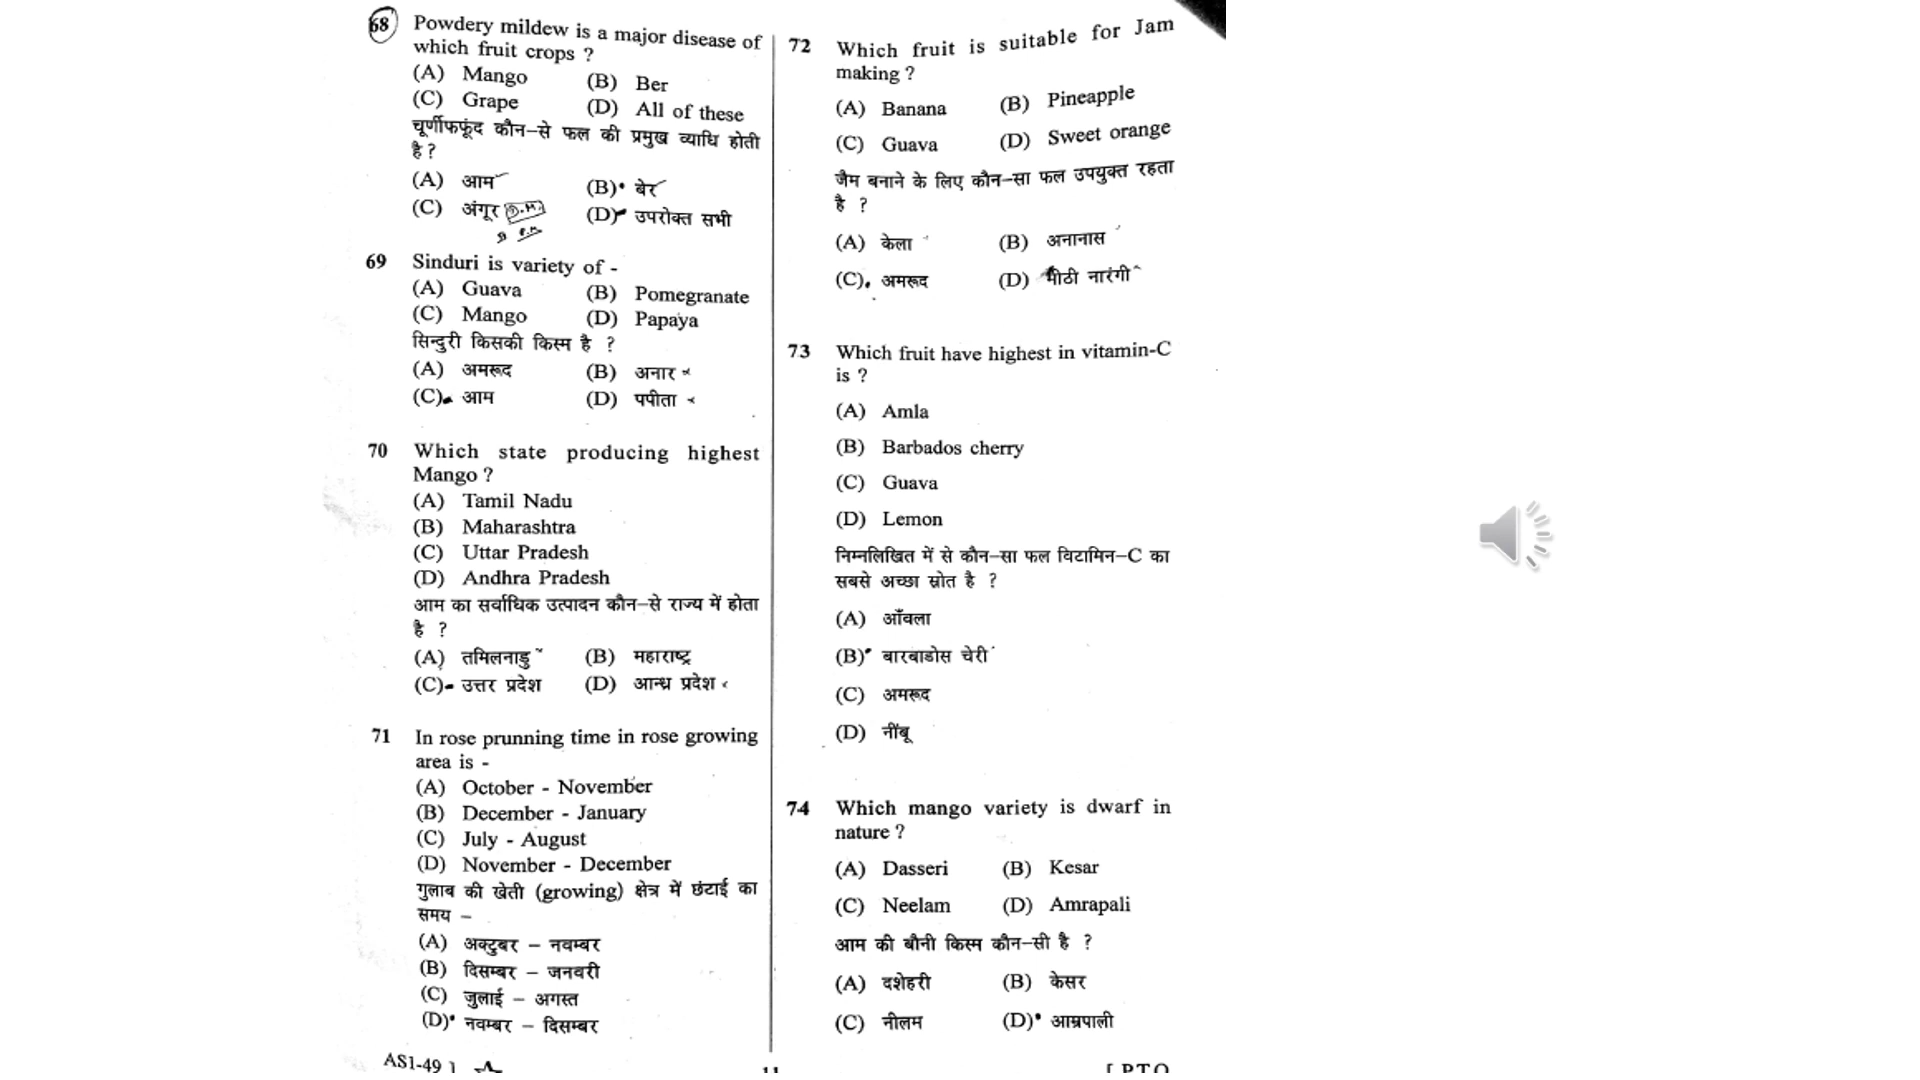 68 Powdery mildew is a major disease of
which fruit crops ?
(A) Mango (B) Ber
(C) Grape (D) All of these
चूर्णीफफूंद कौन–से फल की प्रमुख व्याधि होती
है ?
(A) आम (B) बेर
(C) अंगूर (D) उपरोक्त सभी
69 Sinduri is variety of -
(A) Guava (B) Pomegranate
(C) Mango (D) Papaya
सिन्दुरी किसकी किस्म है ?
(A) अमरूद (B) अनार
(C) आम (D) पपीता
70 Which state producing highest
Mango ?
(A) Tamil Nadu
(B) Maharashtra
(C) Uttar Pradesh
(D) Andhra Pradesh
आम का सर्वाधिक उत्पादन कौन–से राज्य में होता
है ?
(A) तमिलनाडु (B) महाराष्ट्र
(C) उत्तर प्रदेश (D) आन्ध्र प्रदेश
71 In rose prunning time in rose growing
area is -
(A) October - November
(B) December - January
(C) July - August
(D) November - December
गुलाब की खेती (growing) क्षेत्र में छंटाई का
समय –
(A) अक्टुबर – नवम्बर
(B) दिसम्बर – जनवरी
(C) जुलाई – अगस्त
(D) नवम्बर – दिसम्बर
AS1-49 ]
72 Which fruit is suitable for Jam
making ?
(A) Banana (B) Pineapple
(C) Guava (D) Sweet orange
जैम बनाने के लिए कौन–सा फल उपयुक्त रहता
है ?
(A) केला (B) अनानास
(C) अमरूद (D) मीठी नारंगी
73 Which fruit have highest in vitamin-C
is ?
(A) Amla
(B) Barbados cherry
(C) Guava
(D) Lemon
निम्नलिखित में से कौन–सा फल विटामिन–C का
सबसे अच्छा स्रोत है ?
(A) आँवला
(B) बारबाडोस चेरी
(C) अमरूद
(D) नींबू
74 Which mango variety is dwarf in
nature ?
(A) Dasseri (B) Kesar
(C) Neelam (D) Amrapali
आम की बौनी किस्म कौन–सी है ?
(A) दशेहरी (B) केसर
(C) नीलम (D) आम्रपाली
11
[ P.T.O.